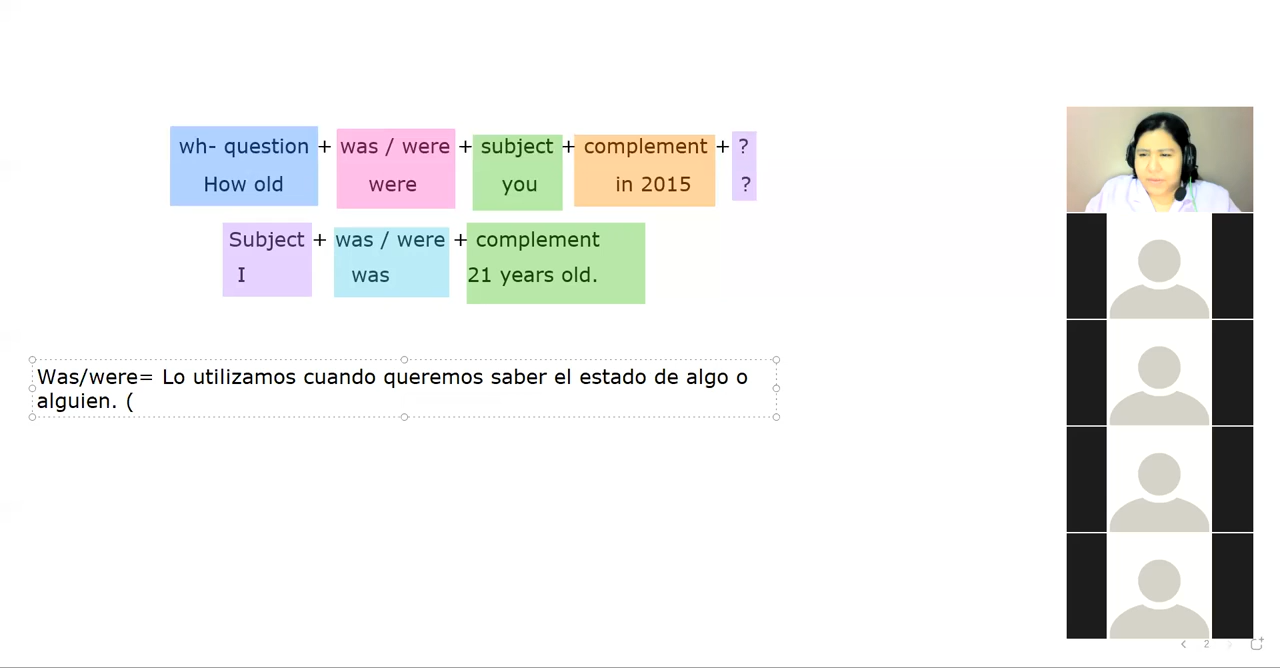 wh- question + was / were + subject + complement + ?
How old were you in 2015 ?
Subject + was / were + complement
I was 21 years old.
Was/were= Lo utilizamos cuando queremos saber el estado de algo o
alguien. (
2